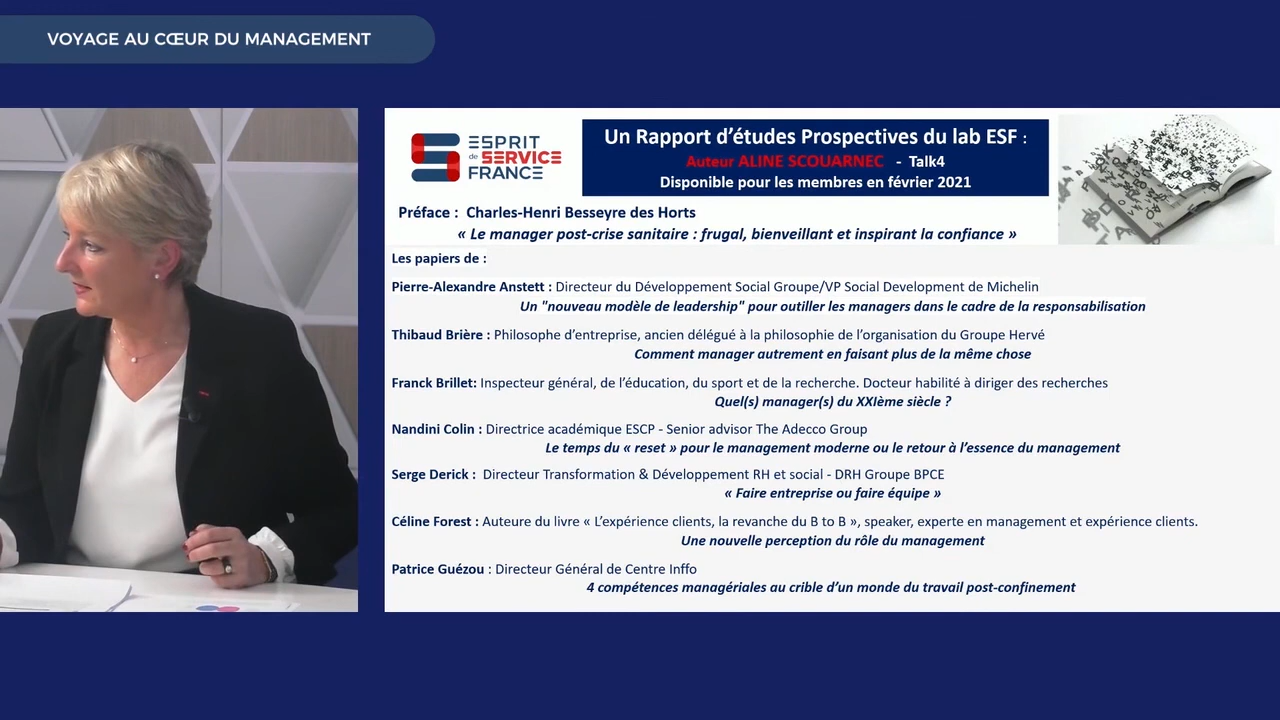 VOYAGE AU CŒUR DU MANAGEMENT
ESPRIT
de SERVICE
FRANCE
Un Rapport d’études Prospectives du lab ESF :
Auteur ALINE SCOUARNEC - Talk4
Disponible pour les membres en février 2021
Préface : Charles-Henri Besseyre des Horts
« Le manager post-crise sanitaire : frugal, bienveillant et inspirant la confiance »
Les papiers de :
Pierre-Alexandre Anstett : Directeur du Développement Social Groupe/VP Social Development de Michelin
Un "nouveau modèle de leadership" pour outiller les managers dans le cadre de la responsabilisation
Thibaud Brière : Philosophe d’entreprise, ancien délégué à la philosophie de l’organisation du Groupe Hervé
Comment manager autrement en faisant plus de la même chose
Franck Brillet: Inspecteur général, de l’éducation, du sport et de la recherche. Docteur habilité à diriger des recherches
Quel(s) manager(s) du XXIème siècle ?
Nandini Colin : Directrice académique ESCP - Senior advisor The Adecco Group
Le temps du « reset » pour le management moderne ou le retour à l’essence du management
Serge Derick : Directeur Transformation & Développement RH et social - DRH Groupe BPCE
« Faire entreprise ou faire équipe »
Céline Forest : Auteure du livre « L’expérience clients, la revanche du B to B », speaker, experte en management et expérience clients.
Une nouvelle perception du rôle du management
Patrice Guézou : Directeur Général de Centre Inffo
4 compétences managériales au crible d’un monde du travail post-confinement